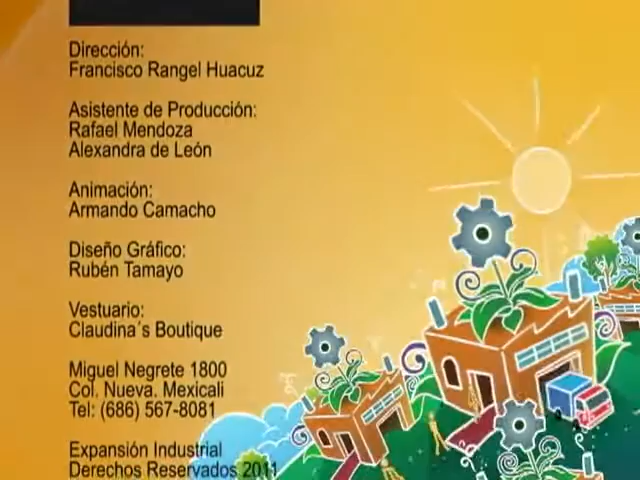 Dirección:
Francisco Rangel Huacuz
Asistente de Producción:
Rafael Mendoza
Alexandra de León
Animación:
Armando Camacho
Diseño Gráfico:
Rubén Tamayo
Vestuario:
Claudina´s Boutique
Miguel Negrete 1800
Col. Nueva. Mexicali
Tel: (686) 567-8081
Expansión Industrial
Derechos Reservados 2011